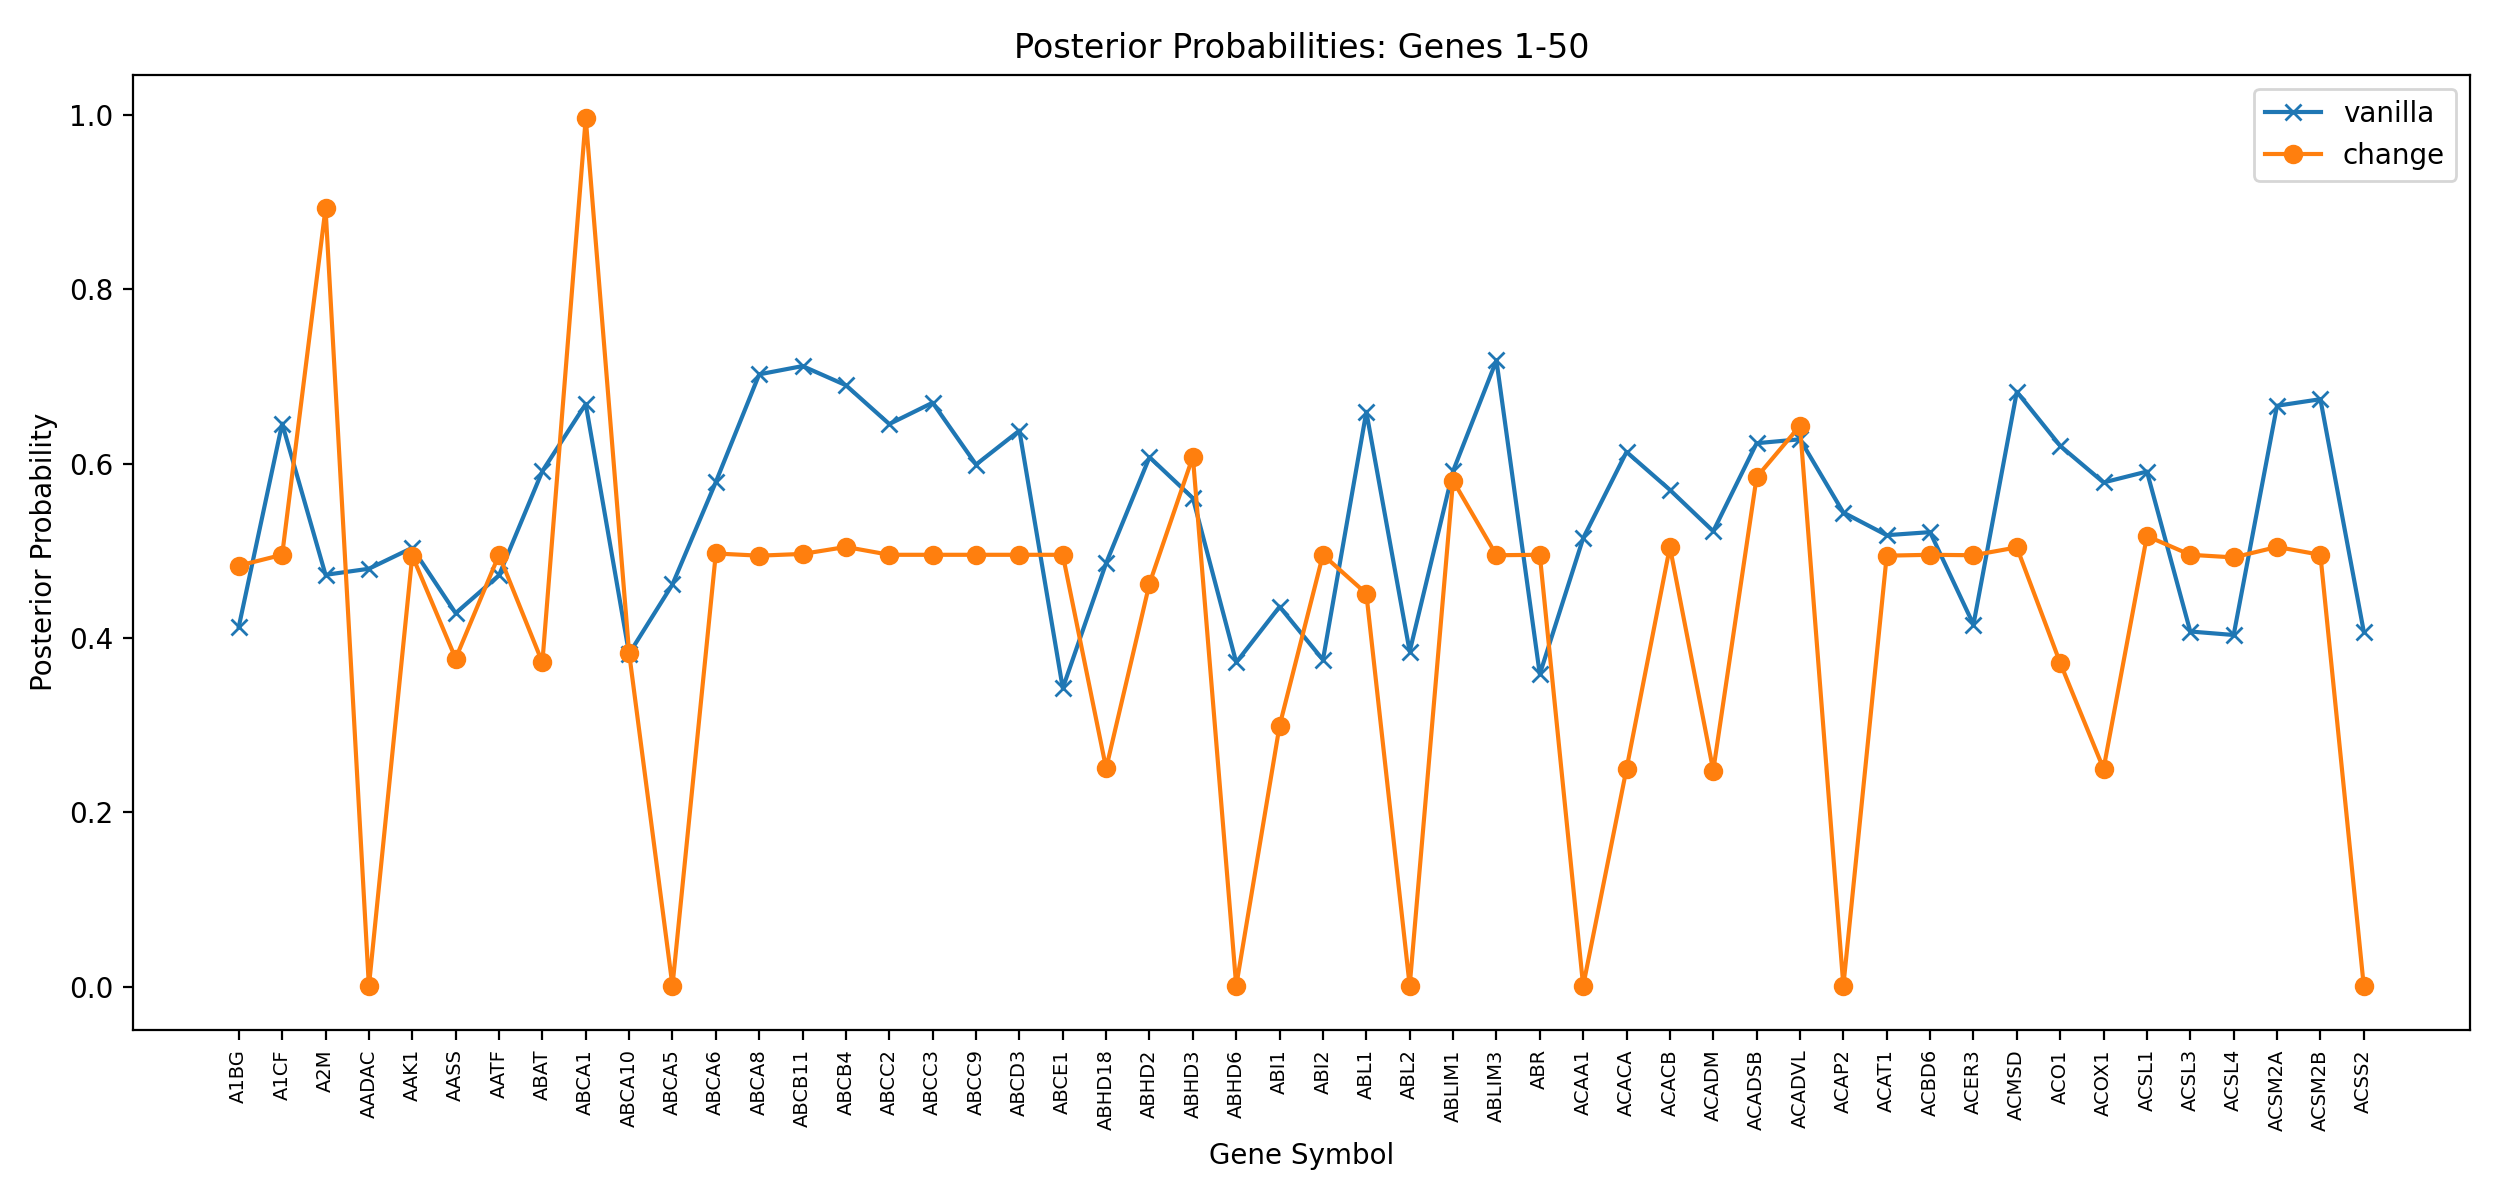 Posterior Probabilities: Genes 1-50
vanilla
change
Posterior Probability
1.0
0.8
0.6
0.4
0.2
0.0
A1BG
A1CF
A2M
AADAC
AAK1
AASS
AATF
ABAT
ABCA1
ABCA10
ABCA5
ABCA6
ABCA8
ABCB11
ABCB4
ABCC2
ABCC3
ABCC9
ABCD3
ABCE1
ABHD18
ABHD2
ABHD3
ABHD6
ABI1
ABI2
ABL1
ABL2
ABLIM1
ABLIM3
ABR
ACAA1
ACACA
ACACB
ACADM
ACADSB
ACADVL
ACAP2
ACAT1
ACBD6
ACER3
ACMSD
ACO1
ACOX1
ACSL1
ACSL3
ACSL4
ACSM2A
ACSM2B
ACSS2
Gene Symbol